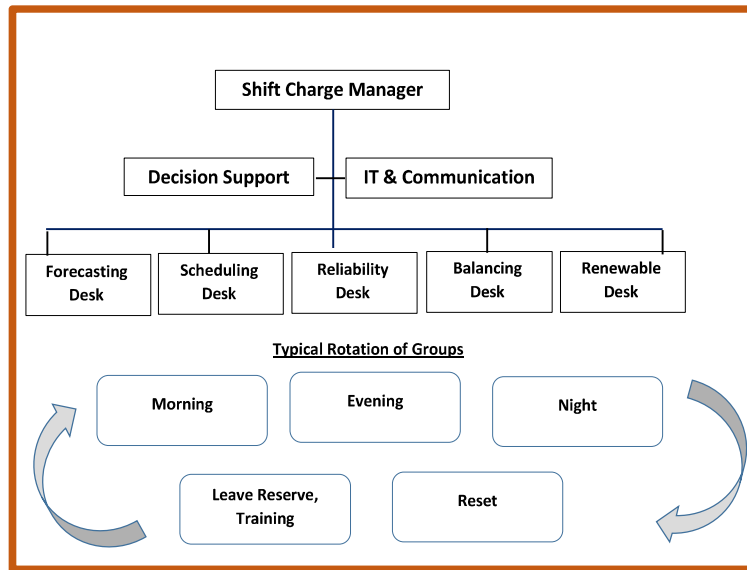 Shift Charge Manager
Decision Support
IT & Communication
Forecasting
Desk
Scheduling
Desk
Reliability
Desk
Balancing
Desk
Renewable
Desk
Typical Rotation of Groups
Morning
Evening
Night
Leave Reserve,
Training
Reset